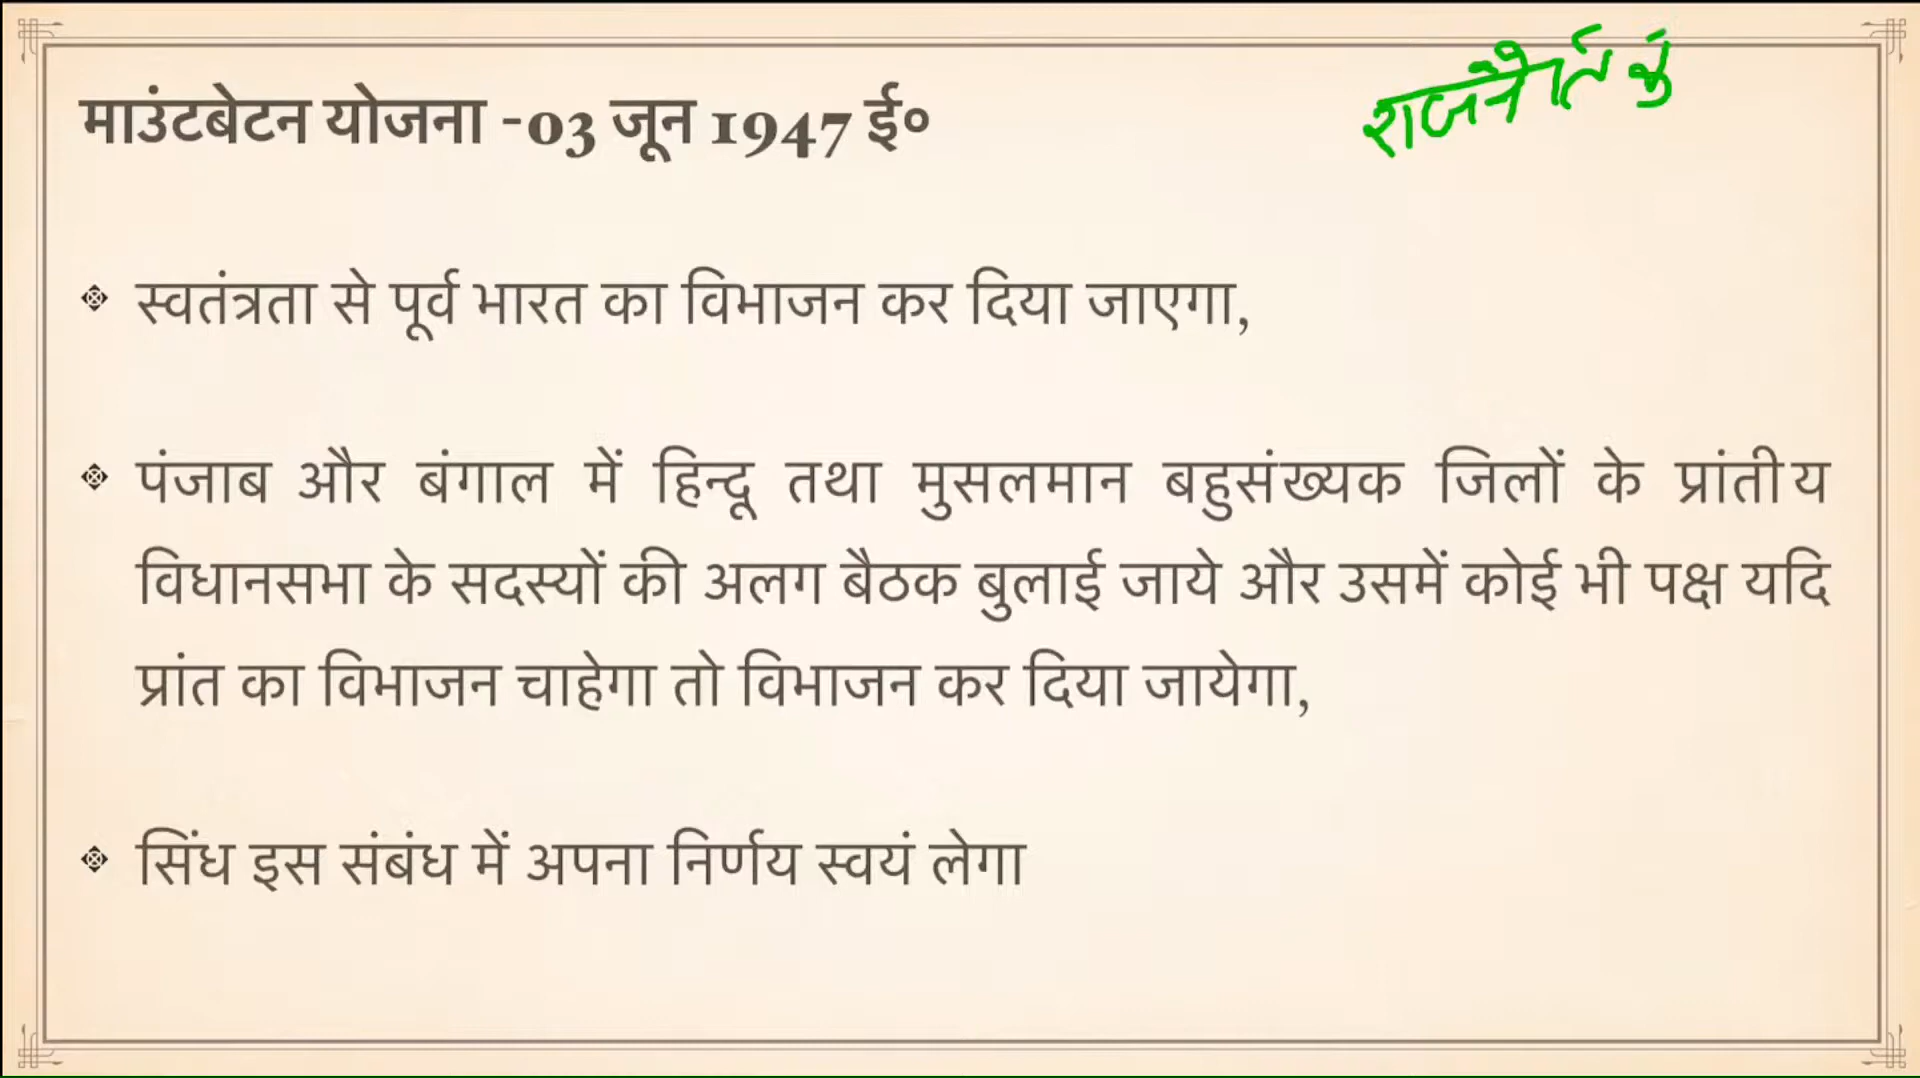 माउंटबेटन योजना -03 जून 1947 ई०
❖ स्वतंत्रता से पूर्व भारत का विभाजन कर दिया जाएगा,
❖ पंजाब और बंगाल में हिन्दू तथा मुसलमान बहुसंख्यक जिलों के प्रांतीय
विधानसभा के सदस्यों की अलग बैठक बुलाई जाये और उसमें कोई भी पक्ष यदि
प्रांत का विभाजन चाहेगा तो विभाजन कर दिया जायेगा,
❖ सिंध इस संबंध में अपना निर्णय स्वयं लेगा